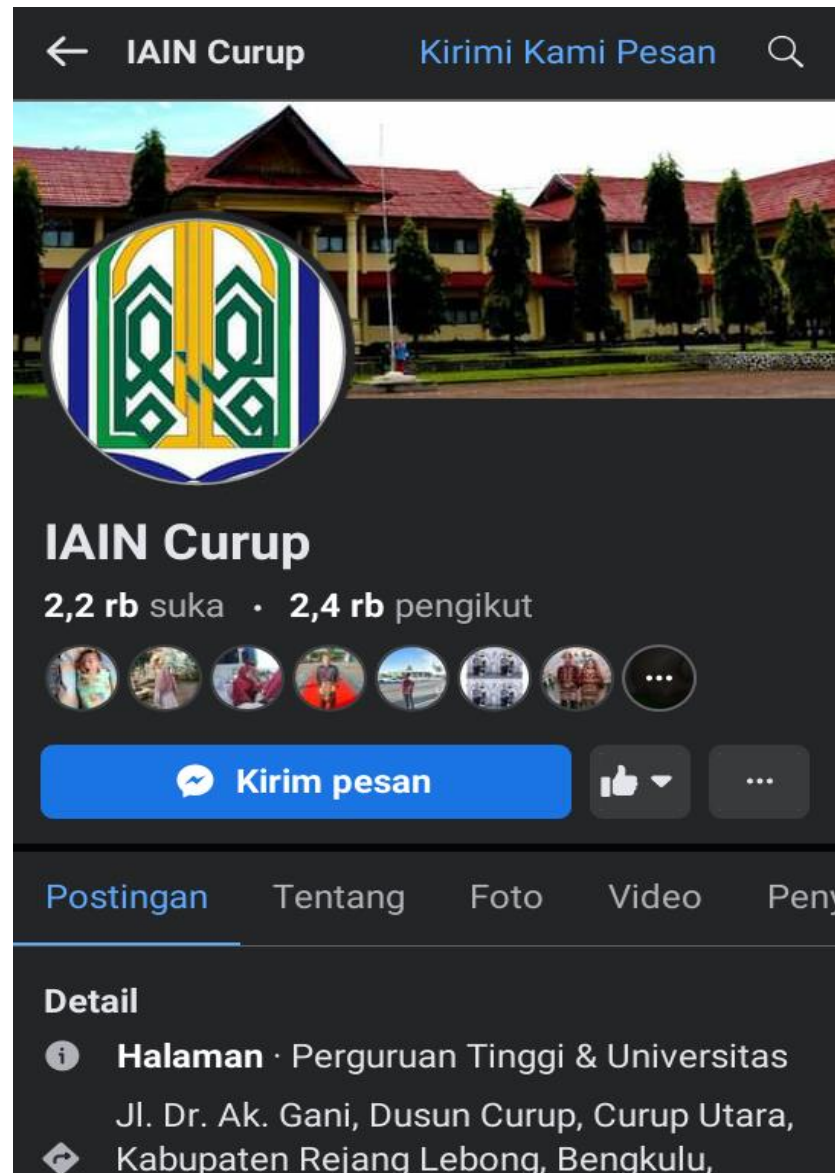 IAIN Curup Kirimi Kami Pesan
IAIN Curup
2,2 rb suka · 2,4 rb pengikut
Kirim pesan
Postingan Tentang Foto Video Peny
Detail
Halaman · Perguruan Tinggi & Universitas
Jl. Dr. Ak. Gani, Dusun Curup, Curup Utara,
Kabupaten Rejang Lebong, Bengkulu,